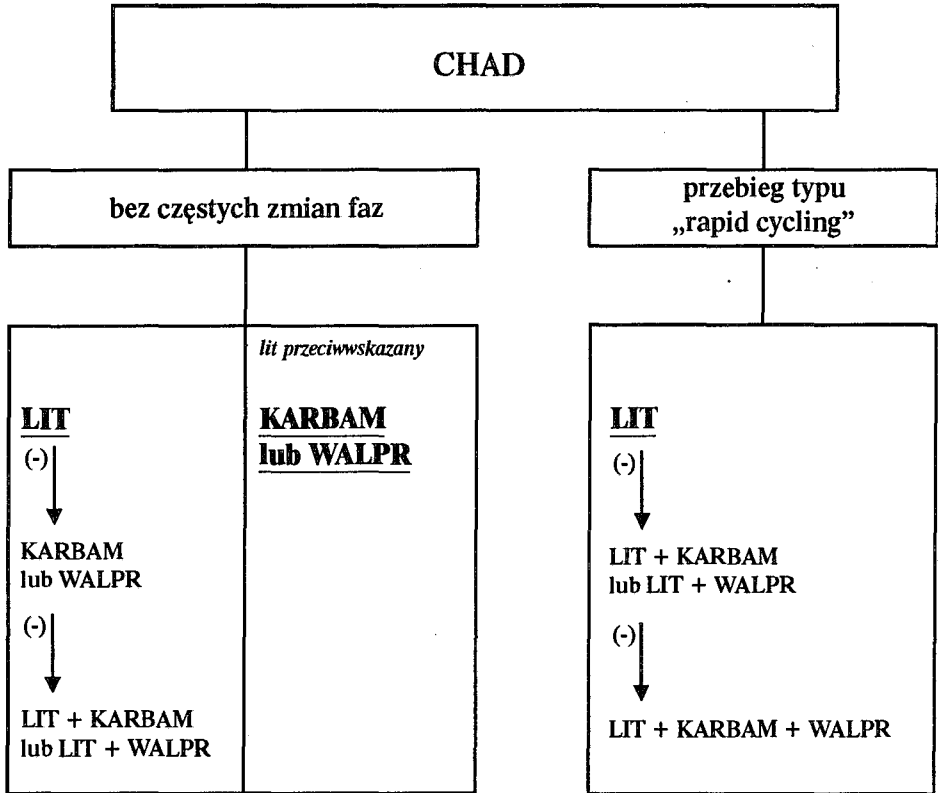 CHAD
bez częstych zmian faz
przebieg typu
„rapid cycling”
LIT
(-)
KARBAM
lub WALPR
(-)
LIT + KARBAM
lub LIT + WALPR
lit przeciwwskazany
KARBAM
lub WALPR
LIT
(-)
LIT + KARBAM
lub LIT + WALPR
(-)
LIT + KARBAM + WALPR